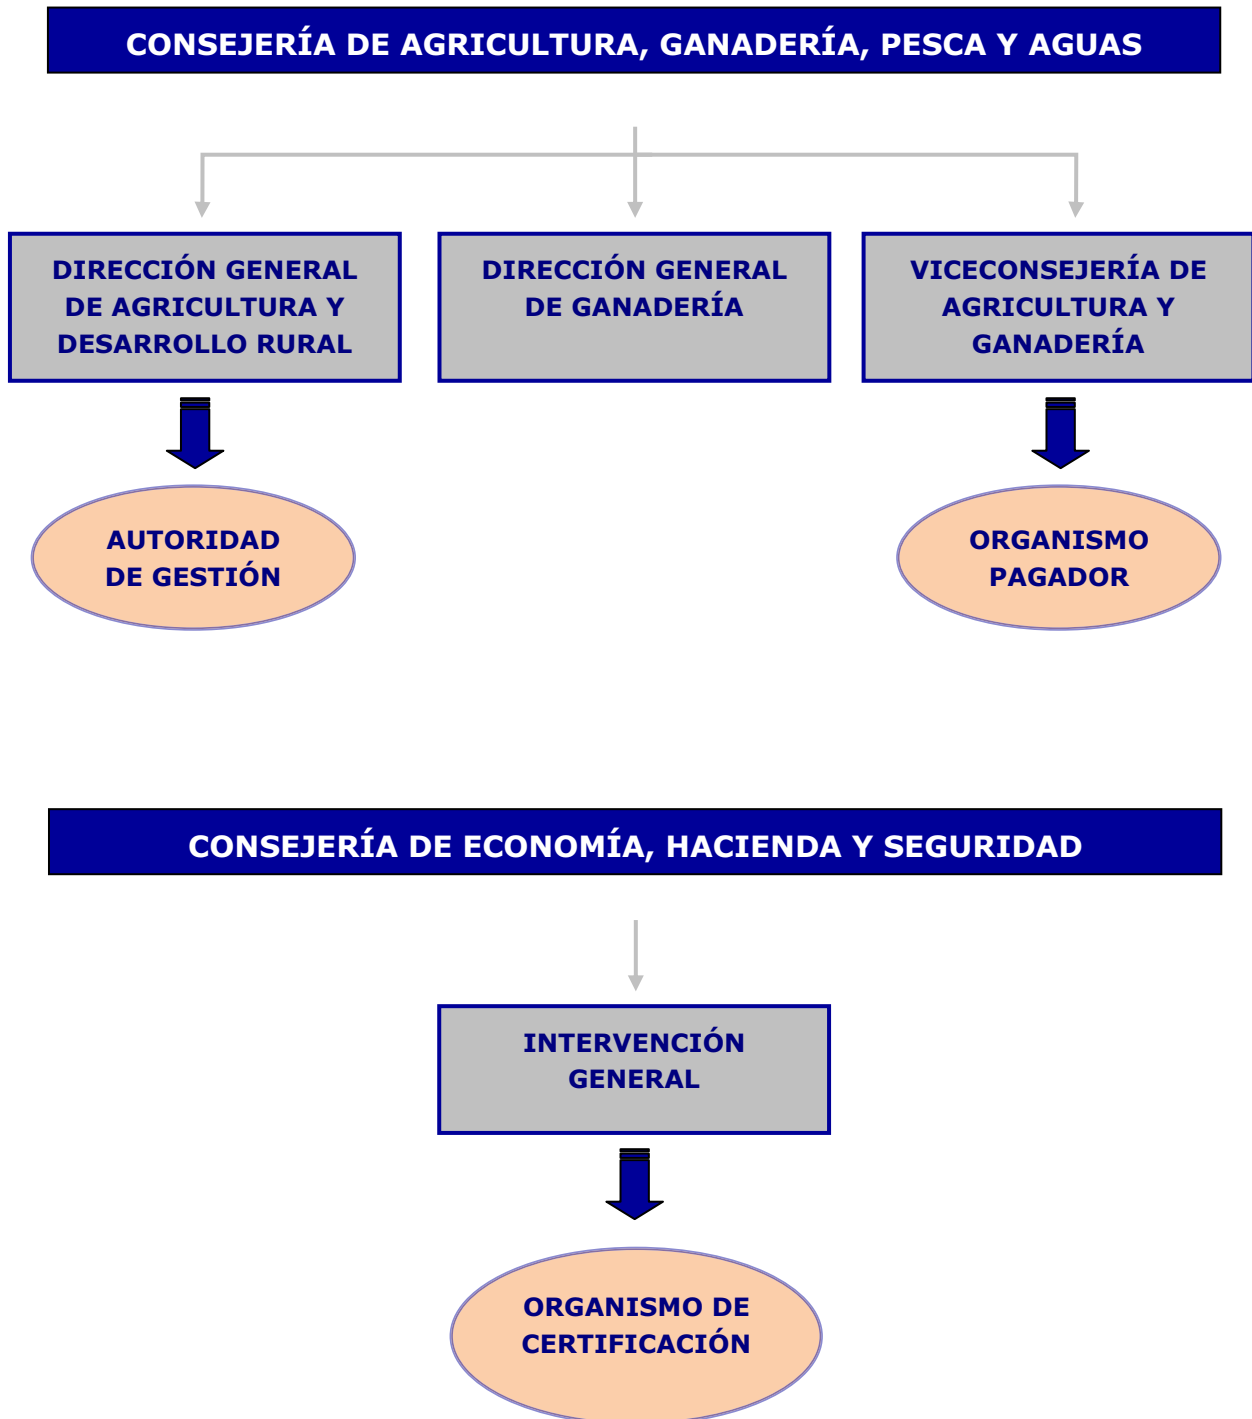 CONSEJERÍA DE AGRICULTURA, GANADERÍA, PESCA Y AGUAS
DIRECCIÓN GENERAL
DE AGRICULTURA Y
DESARROLLO RURAL
DIRECCIÓN GENERAL
DE GANADERÍA
VICECONSEJERÍA DE
AGRICULTURA Y
GANADERÍA
AUTORIDAD
DE GESTIÓN
ORGANISMO
PAGADOR
CONSEJERÍA DE ECONOMÍA, HACIENDA Y SEGURIDAD
INTERVENCIÓN
GENERAL
ORGANISMO DE
CERTIFICACIÓN